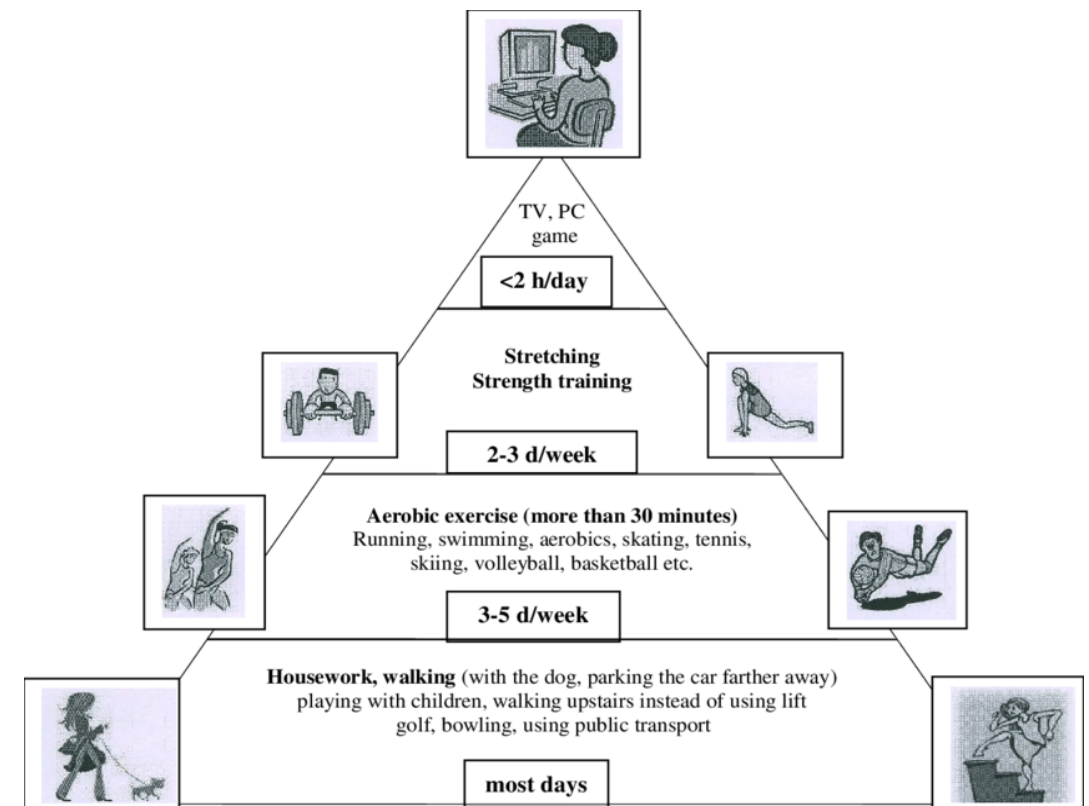 TV, PC
game
<2 h/day
Stretching
Strength training
2-3 d/week
Aerobic exercise (more than 30 minutes)
Running, swimming, aerobics, skating, tennis,
skiing, volleyball, basketball etc.
3-5 d/week
Housework, walking (with the dog, parking the car farther away)
playing with children, walking upstairs instead of using lift
golf, bowling, using public transport
most days